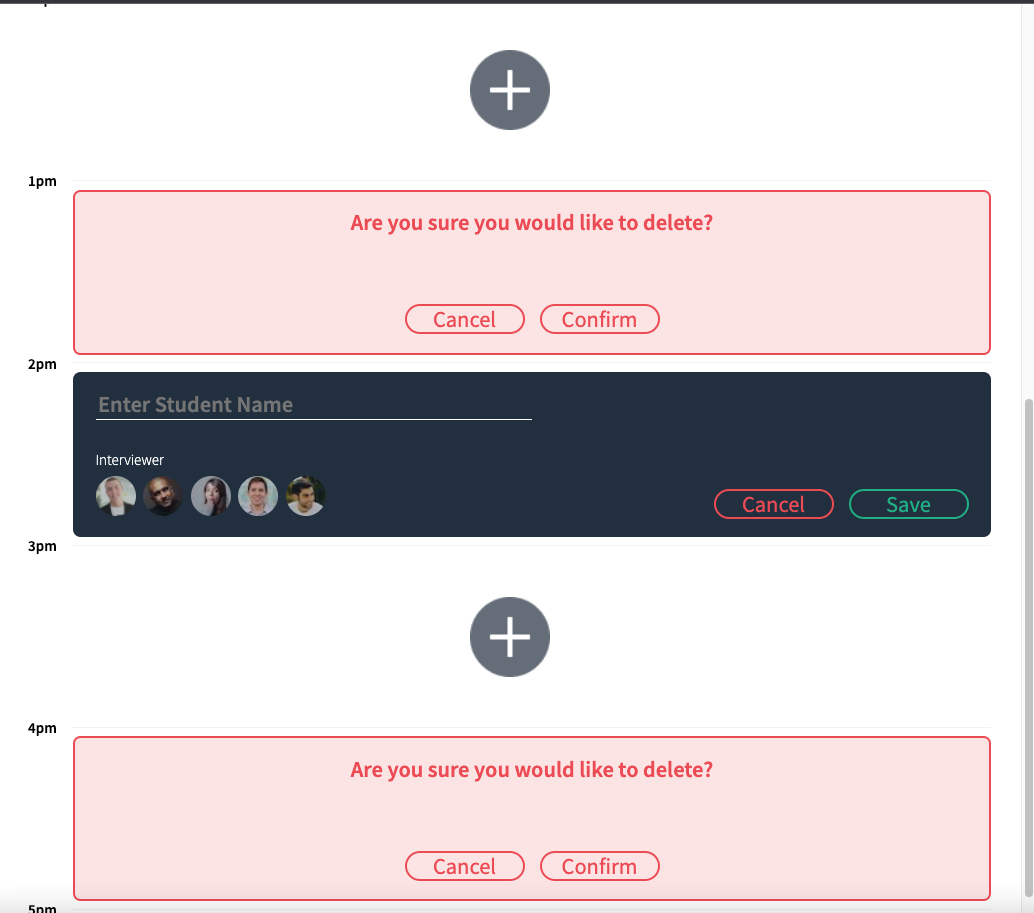 1pm
Are you sure you would like to delete?
Cancel Confirm
2pm
Enter Student Name
Interviewer
Cancel Save
3pm
4pm
Are you sure you would like to delete?
Cancel Confirm
5pm